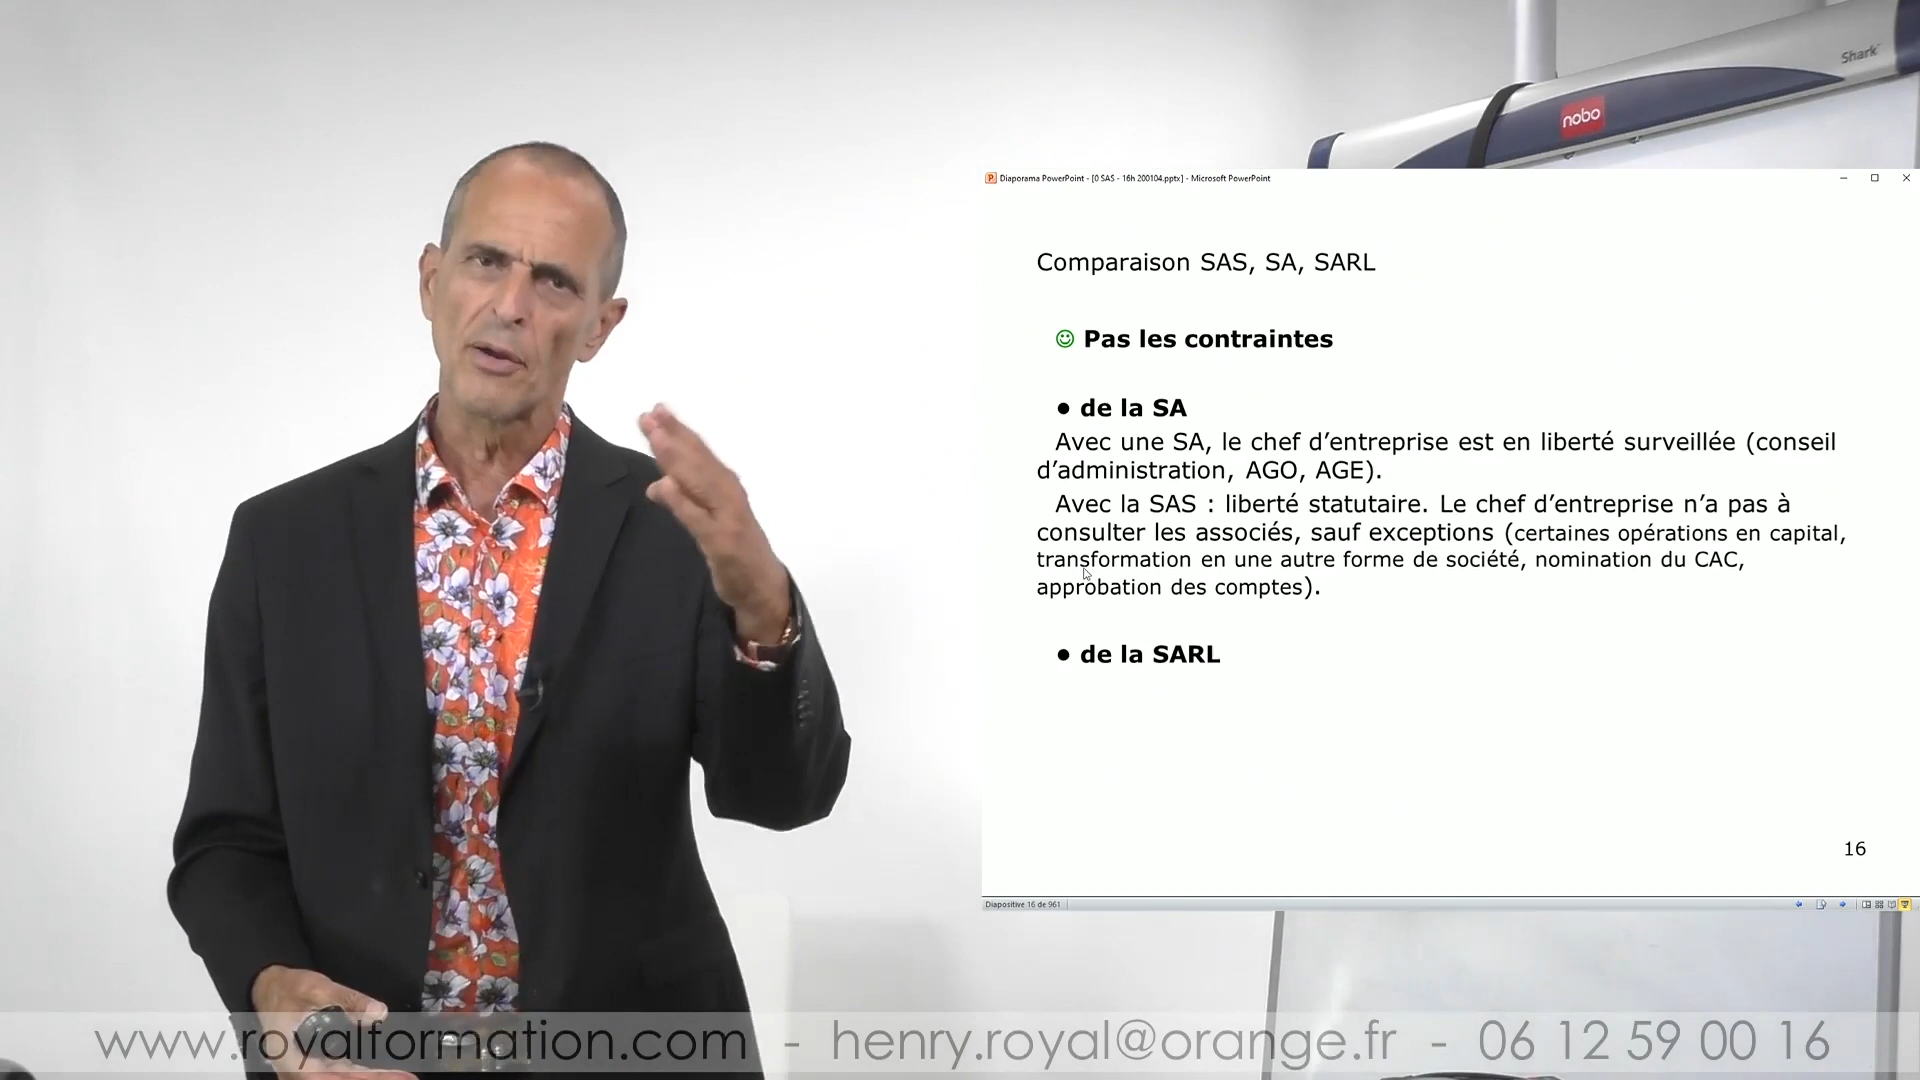 Shark
nobo
Diaporama PowerPoint - [0 SAS - 16h 200104.pptx] - Microsoft PowerPoint
Comparaison SAS, SA, SARL
☺ Pas les contraintes
● de la SA
Avec une SA, le chef d’entreprise est en liberté surveillée (conseil
d’administration, AGO, AGE).
Avec la SAS : liberté statutaire. Le chef d’entreprise n’a pas à
consulter les associés, sauf exceptions (certaines opérations en capital,
transformation en une autre forme de société, nomination du CAC,
approbation des comptes).
● de la SARL
16
Diapositive 16 de 961
www.royalformation.com - henry.royal@orange.fr - 06 12 59 00 16